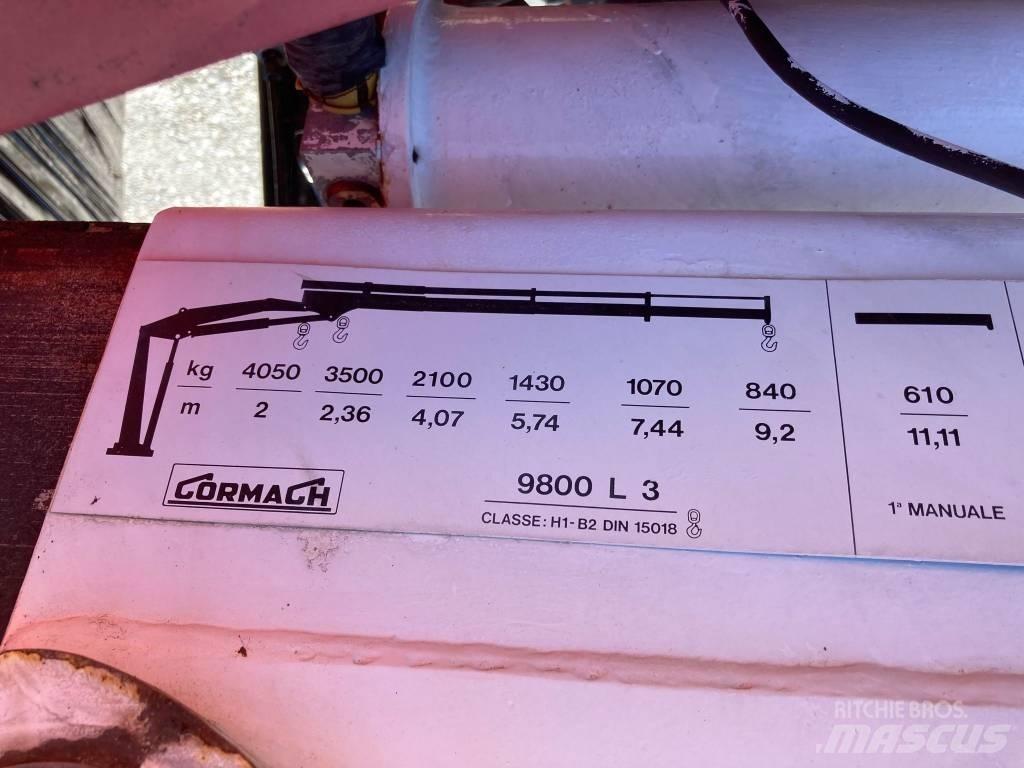 kg 4050 3500 2100 1430 1070 840 610
m 2 2,36 4,07 5,74 7,44 9,2 11,11
CORMACH
9800 L 3
CLASSE: H1-B2 DIN 15018
1ª MANUALE
RITCHIE BROS.
MASCUS